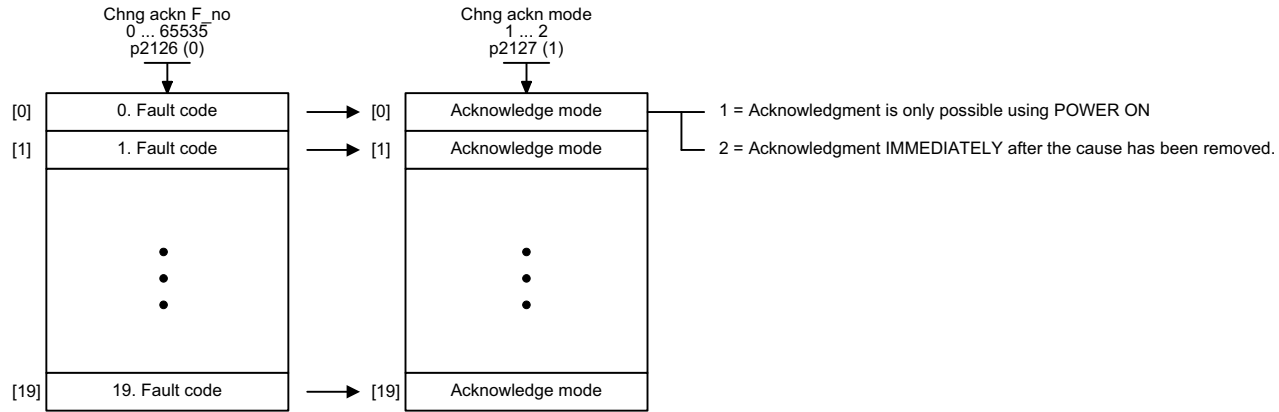 Chng ackn F_no
0 ... 65535
p2126 (0)
Chng ackn mode
1 ... 2
p2127 (1)
[0] 0. Fault code [0] Acknowledge mode 1 = Acknowledgment is only possible using POWER ON
[1] 1. Fault code [1] Acknowledge mode 2 = Acknowledgment IMMEDIATELY after the cause has been removed.
[19] 19. Fault code [19] Acknowledge mode